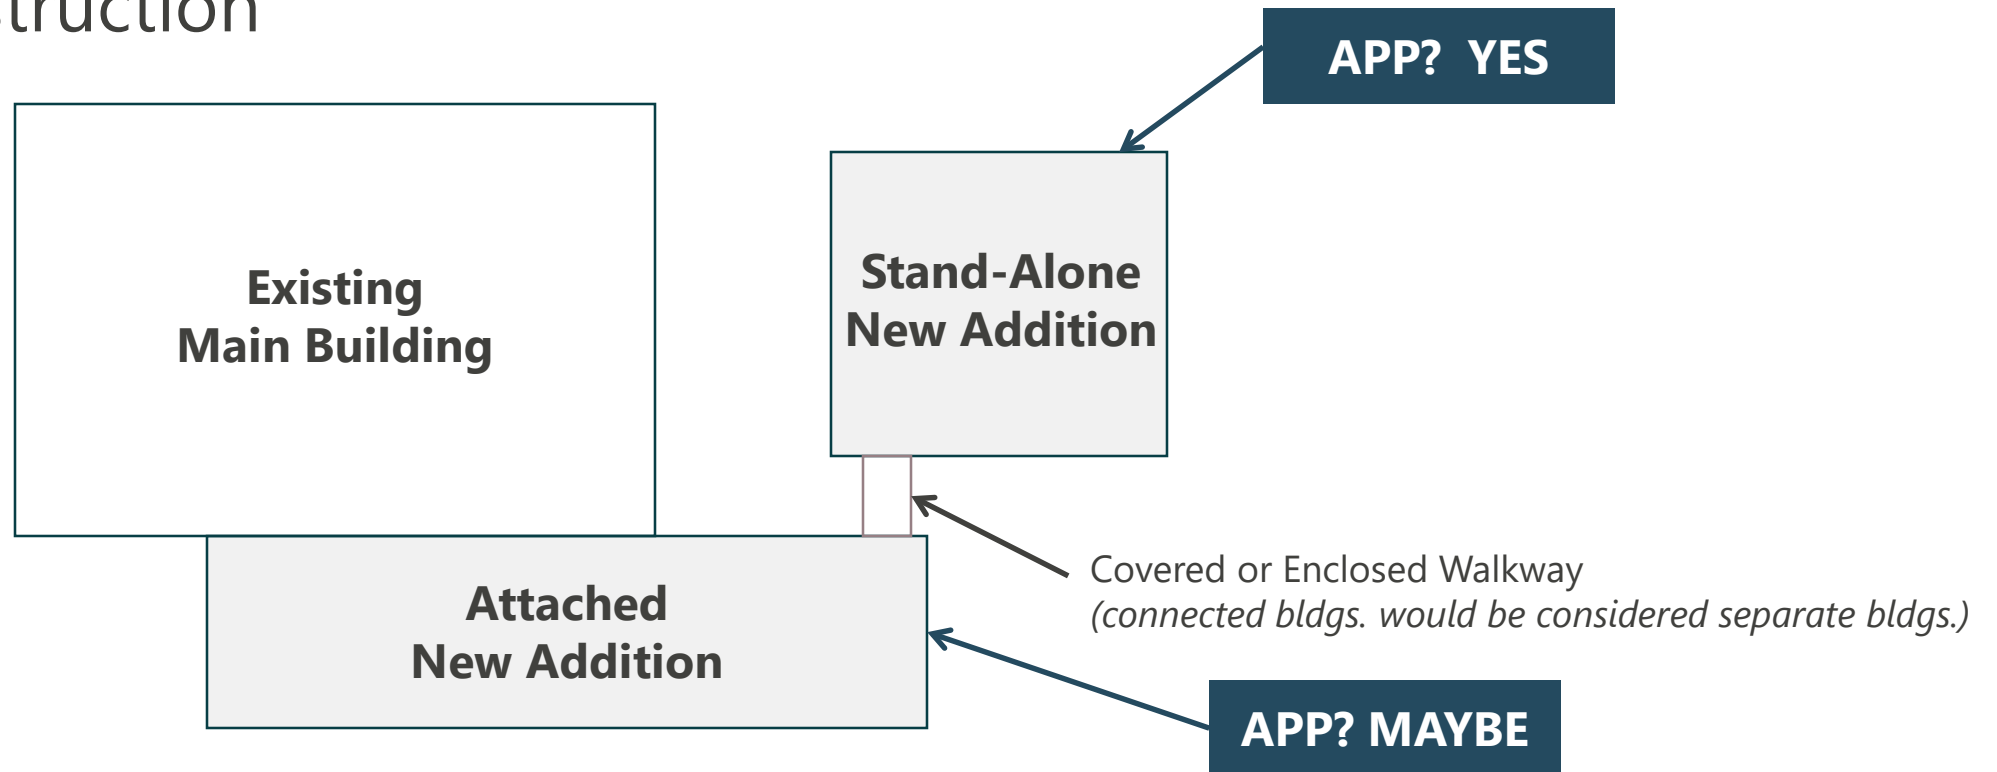 struction
APP? YES
Existing
Main Building
Stand-Alone
New Addition
Covered or Enclosed Walkway
(connected bldgs. would be considered separate bldgs.)
Attached
New Addition
APP? MAYBE